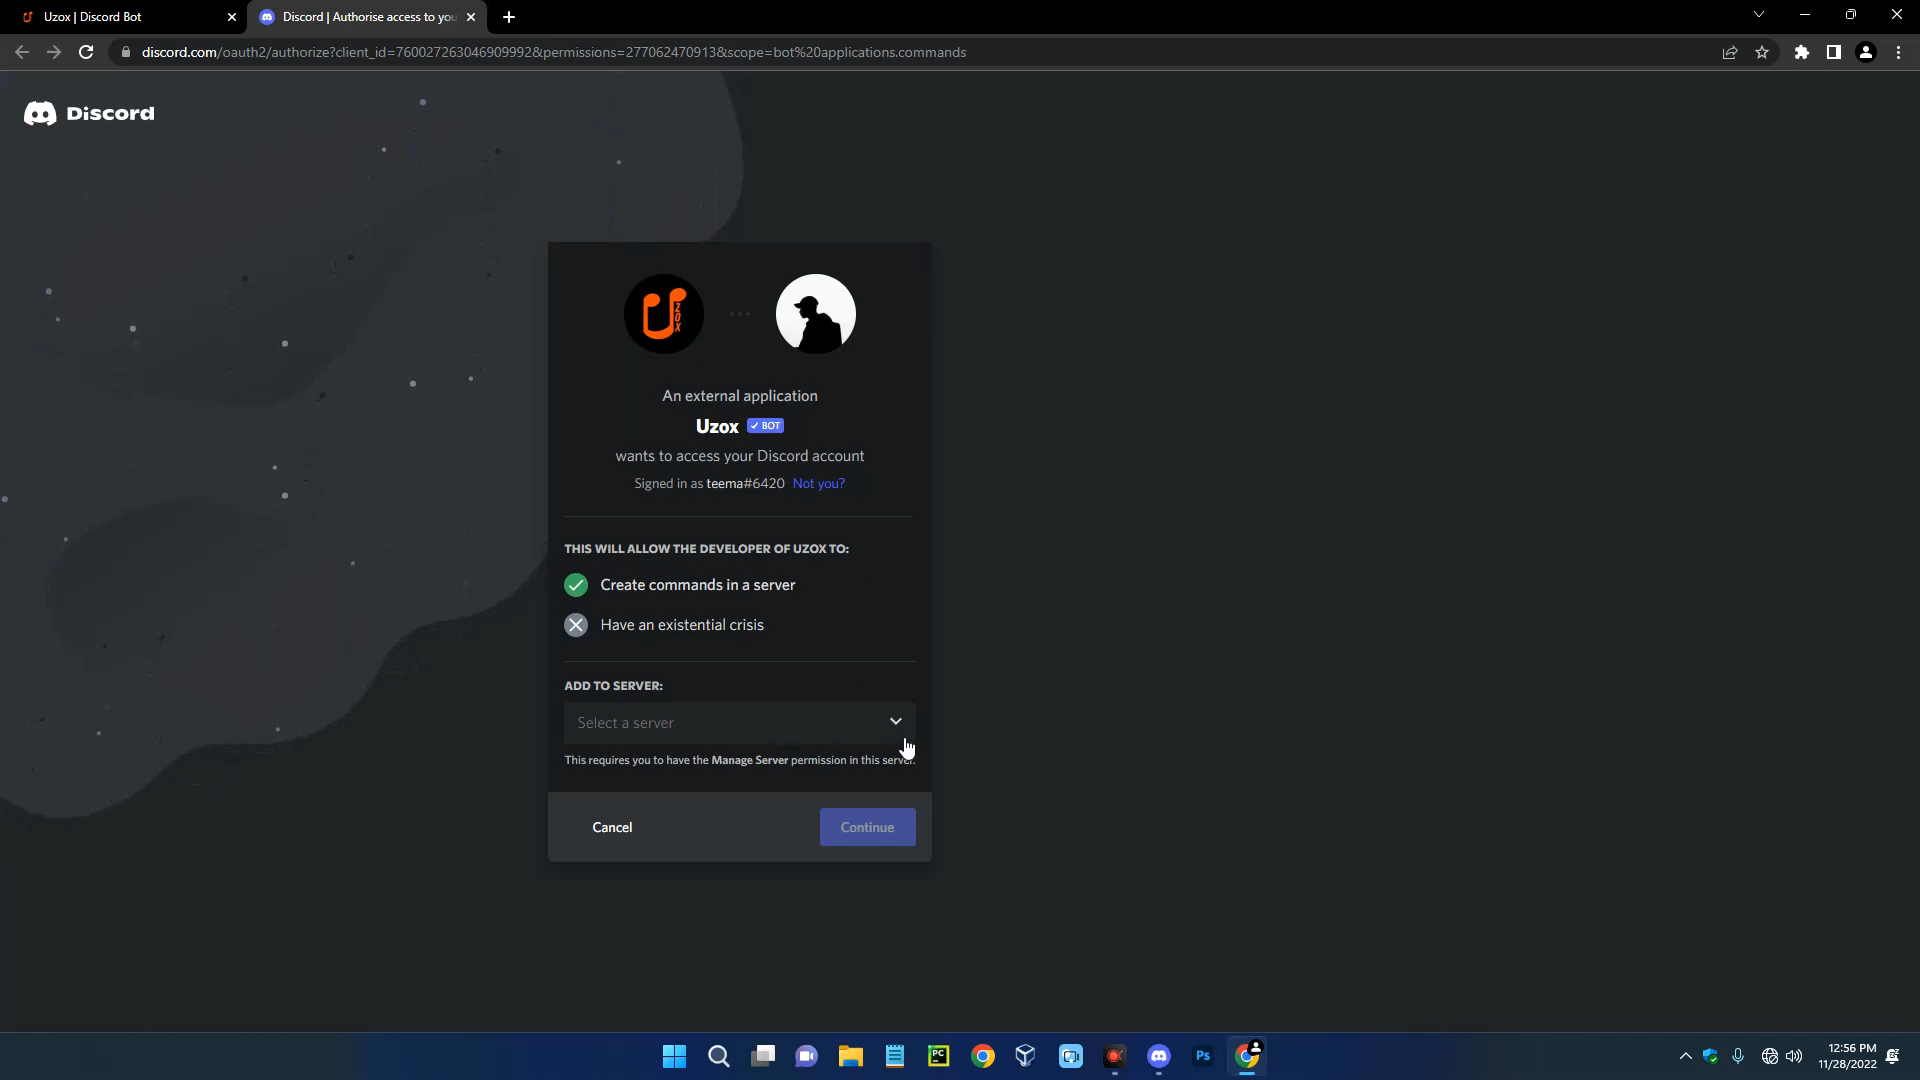 Uzox | Discord Bot
Discord | Authorise access to you
discord.com/oauth2/authorize?client_id=760027263046909992&permissions=277062470913&scope=bot%20applications.commands
Discord
UZOX
An external application
Uzox BOT
wants to access your Discord account
Signed in as teema#6420 Not you?
THIS WILL ALLOW THE DEVELOPER OF UZOX TO:
Create commands in a server
Have an existential crisis
ADD TO SERVER:
Select a server
This requires you to have the Manage Server permission in this server.
Cancel
Continue
PC
Ps
12:56 PM
11/28/2022